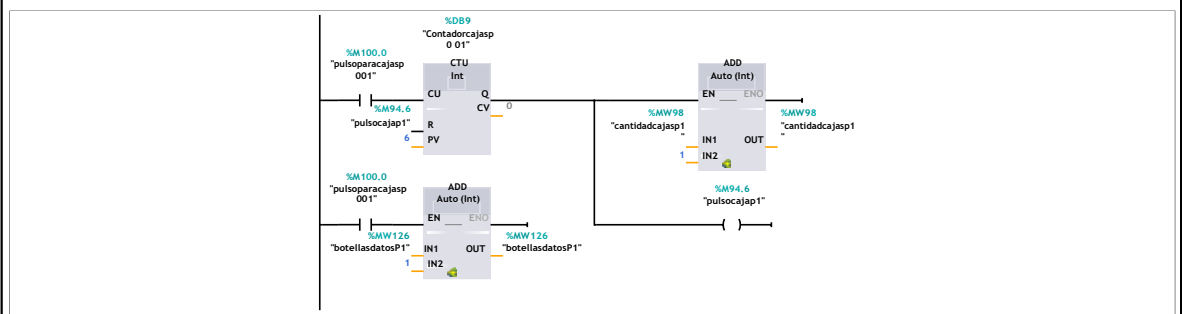 %DB9
"Contadorcajasp
0 01"
%M100.0
"pulsoparacajasp
001"
CTU
Int
CU
Q
CV
0
%M94.6
"pulsocajap1"
R
6
PV
ADD
Auto (Int)
EN
ENO
%MW98
"cantidadcajasp1
"
IN1
OUT
%MW98
"cantidadcajasp1
"
1
IN2
%M100.0
"pulsoparacajasp
001"
ADD
Auto (Int)
EN
ENO
%MW126
"botellasdatosP1"
IN1
OUT
%MW126
"botellasdatosP1"
1
IN2
%M94.6
"pulsocajap1"